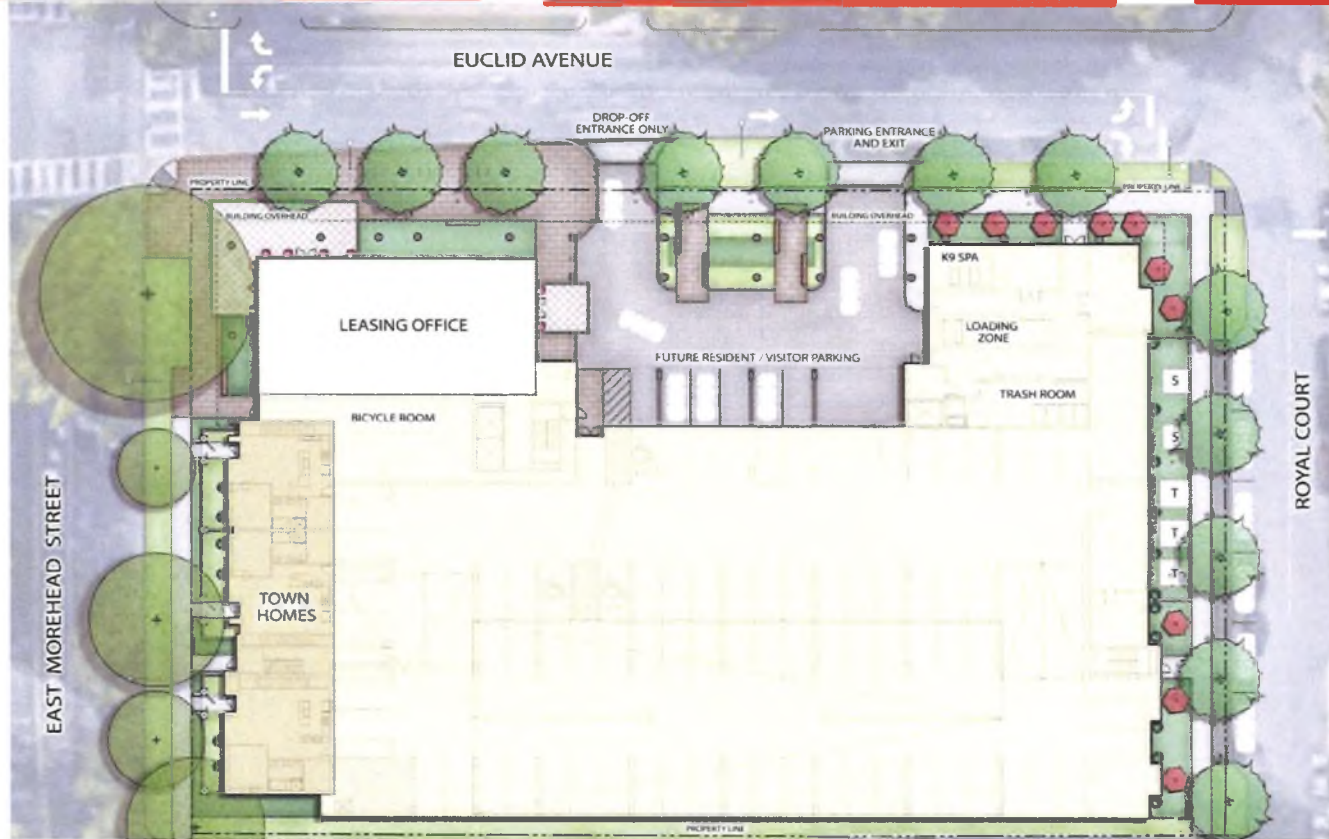 EUCLID AVENUE
DROP-OFF
ENTRANCE ONLY
PARKING ENTRANCE
AND EXIT
PROPERTY LINE
PROPERTY LINE
BUILDING OVERHEAD
BUILDING OVERHEAD
K9 SPA
LEASING OFFICE
LOADING
ZONE
FUTURE RESIDENT / VISITOR PARKING
TRASH ROOM
BICYCLE ROOM
S
S
T
T
T
ROYAL COURT
EAST MOREHEAD STREET
TOWN
HOMES
PROPERTY LINE